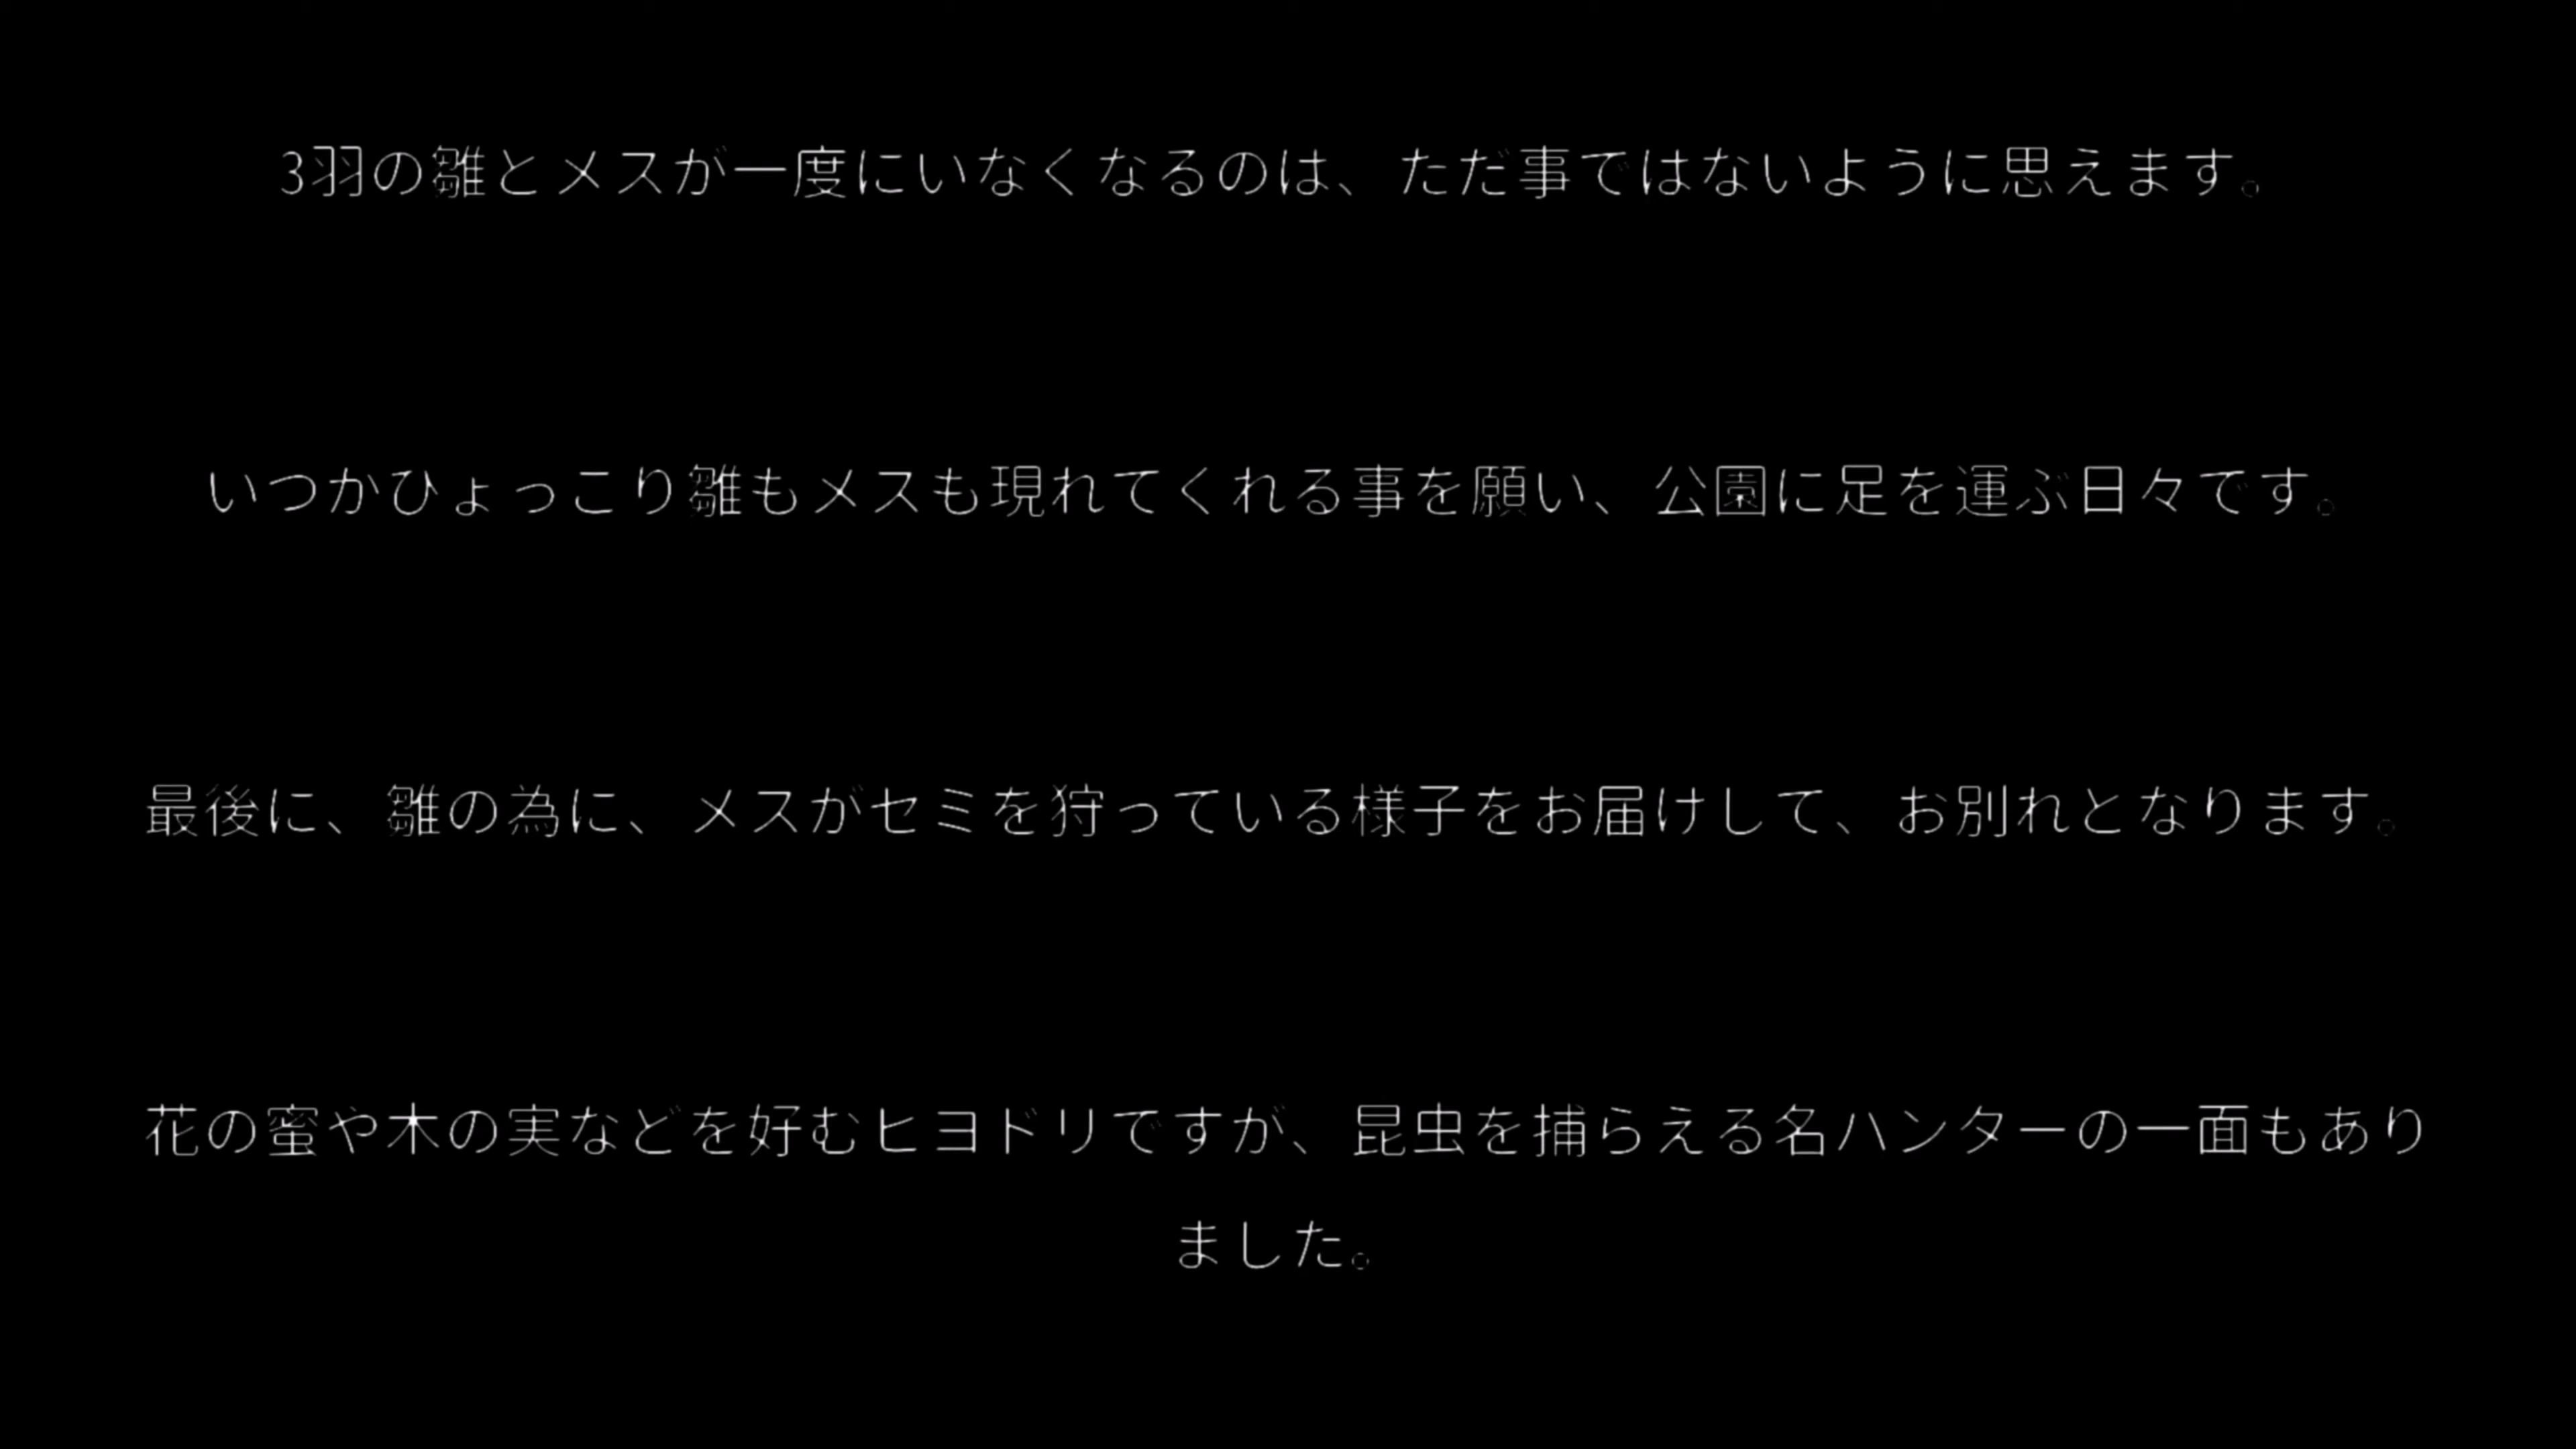 3羽の雛とメスが一度にいなくなるのは、ただ事ではないように思えます。
いつかひょっこり雛もメスも現れてくれる事を願い、公園に足を運ぶ日々です。
最後に、雛の為に、メスがセミを狩っている様子をお届けして、お別れとなります。
花の蜜や木の実などを好むヒヨドリですが、昆虫を捕らえる名ハンターの一面もあり
ました。